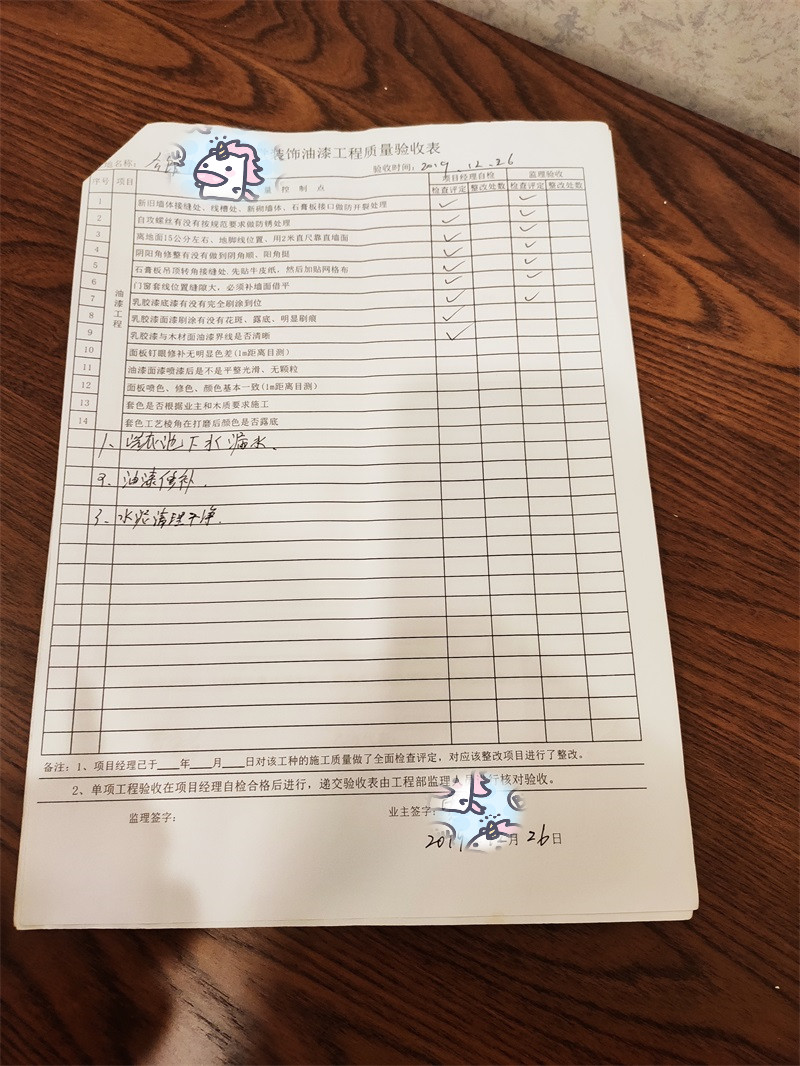 装饰油漆工程质量验收表
名称: 验收时间: 2019.12.26
序号 项目 量 控 制 点 项目经理自检 监理验收
检查评定 整改处数 检查评定 整改处数
油漆工程
1 新旧墙体接缝处、线槽处、新砌墙体、石膏板接口做防开裂处理 ✓ ✓
2 自攻螺丝有没有按规范要求做防锈处理 ✓ ✓
3 离地面15公分左右、地脚线位置、用2米直尺靠直墙面 ✓ ✓
4 阴阳角修整有没有做到阴角顺、阳角挺 ✓ ✓
5 石膏板吊顶转角接缝处,先贴牛皮纸,然后加贴网格布 ✓ ✓
6 门窗套线位置缝隙大,必须补墙面借平 ✓ ✓
7 乳胶漆底漆有没有完全刷涂到位 ✓ ✓
8 乳胶漆面漆刷涂有没有花斑、露底,明显刷痕 ✓
9 乳胶漆与木材面油漆界线是否清晰 ✓
10 面板钉眼修补无明显色差(1m距离目测)
11 油漆面漆喷漆后是不是平整光滑、无颗粒
12 面板喷色、修色、颜色基本一致(1m距离目测)
13 套色是否根据业主和木质要求施工
14 套色工艺棱角在打磨后颜色是否露底
1、洗衣池下水漏水.
2、油漆修补.
3、水泥清理干净.
备注: 1、项目经理已于___年___月___日对该工种的施工质量做了全面检查评定,对应该整改项目进行了整改。
2、单项工程验收在项目经理自检合格后进行,递交验收表由工程部监理 行核对验收。
监理签字: 业主签字:
201 月 26日